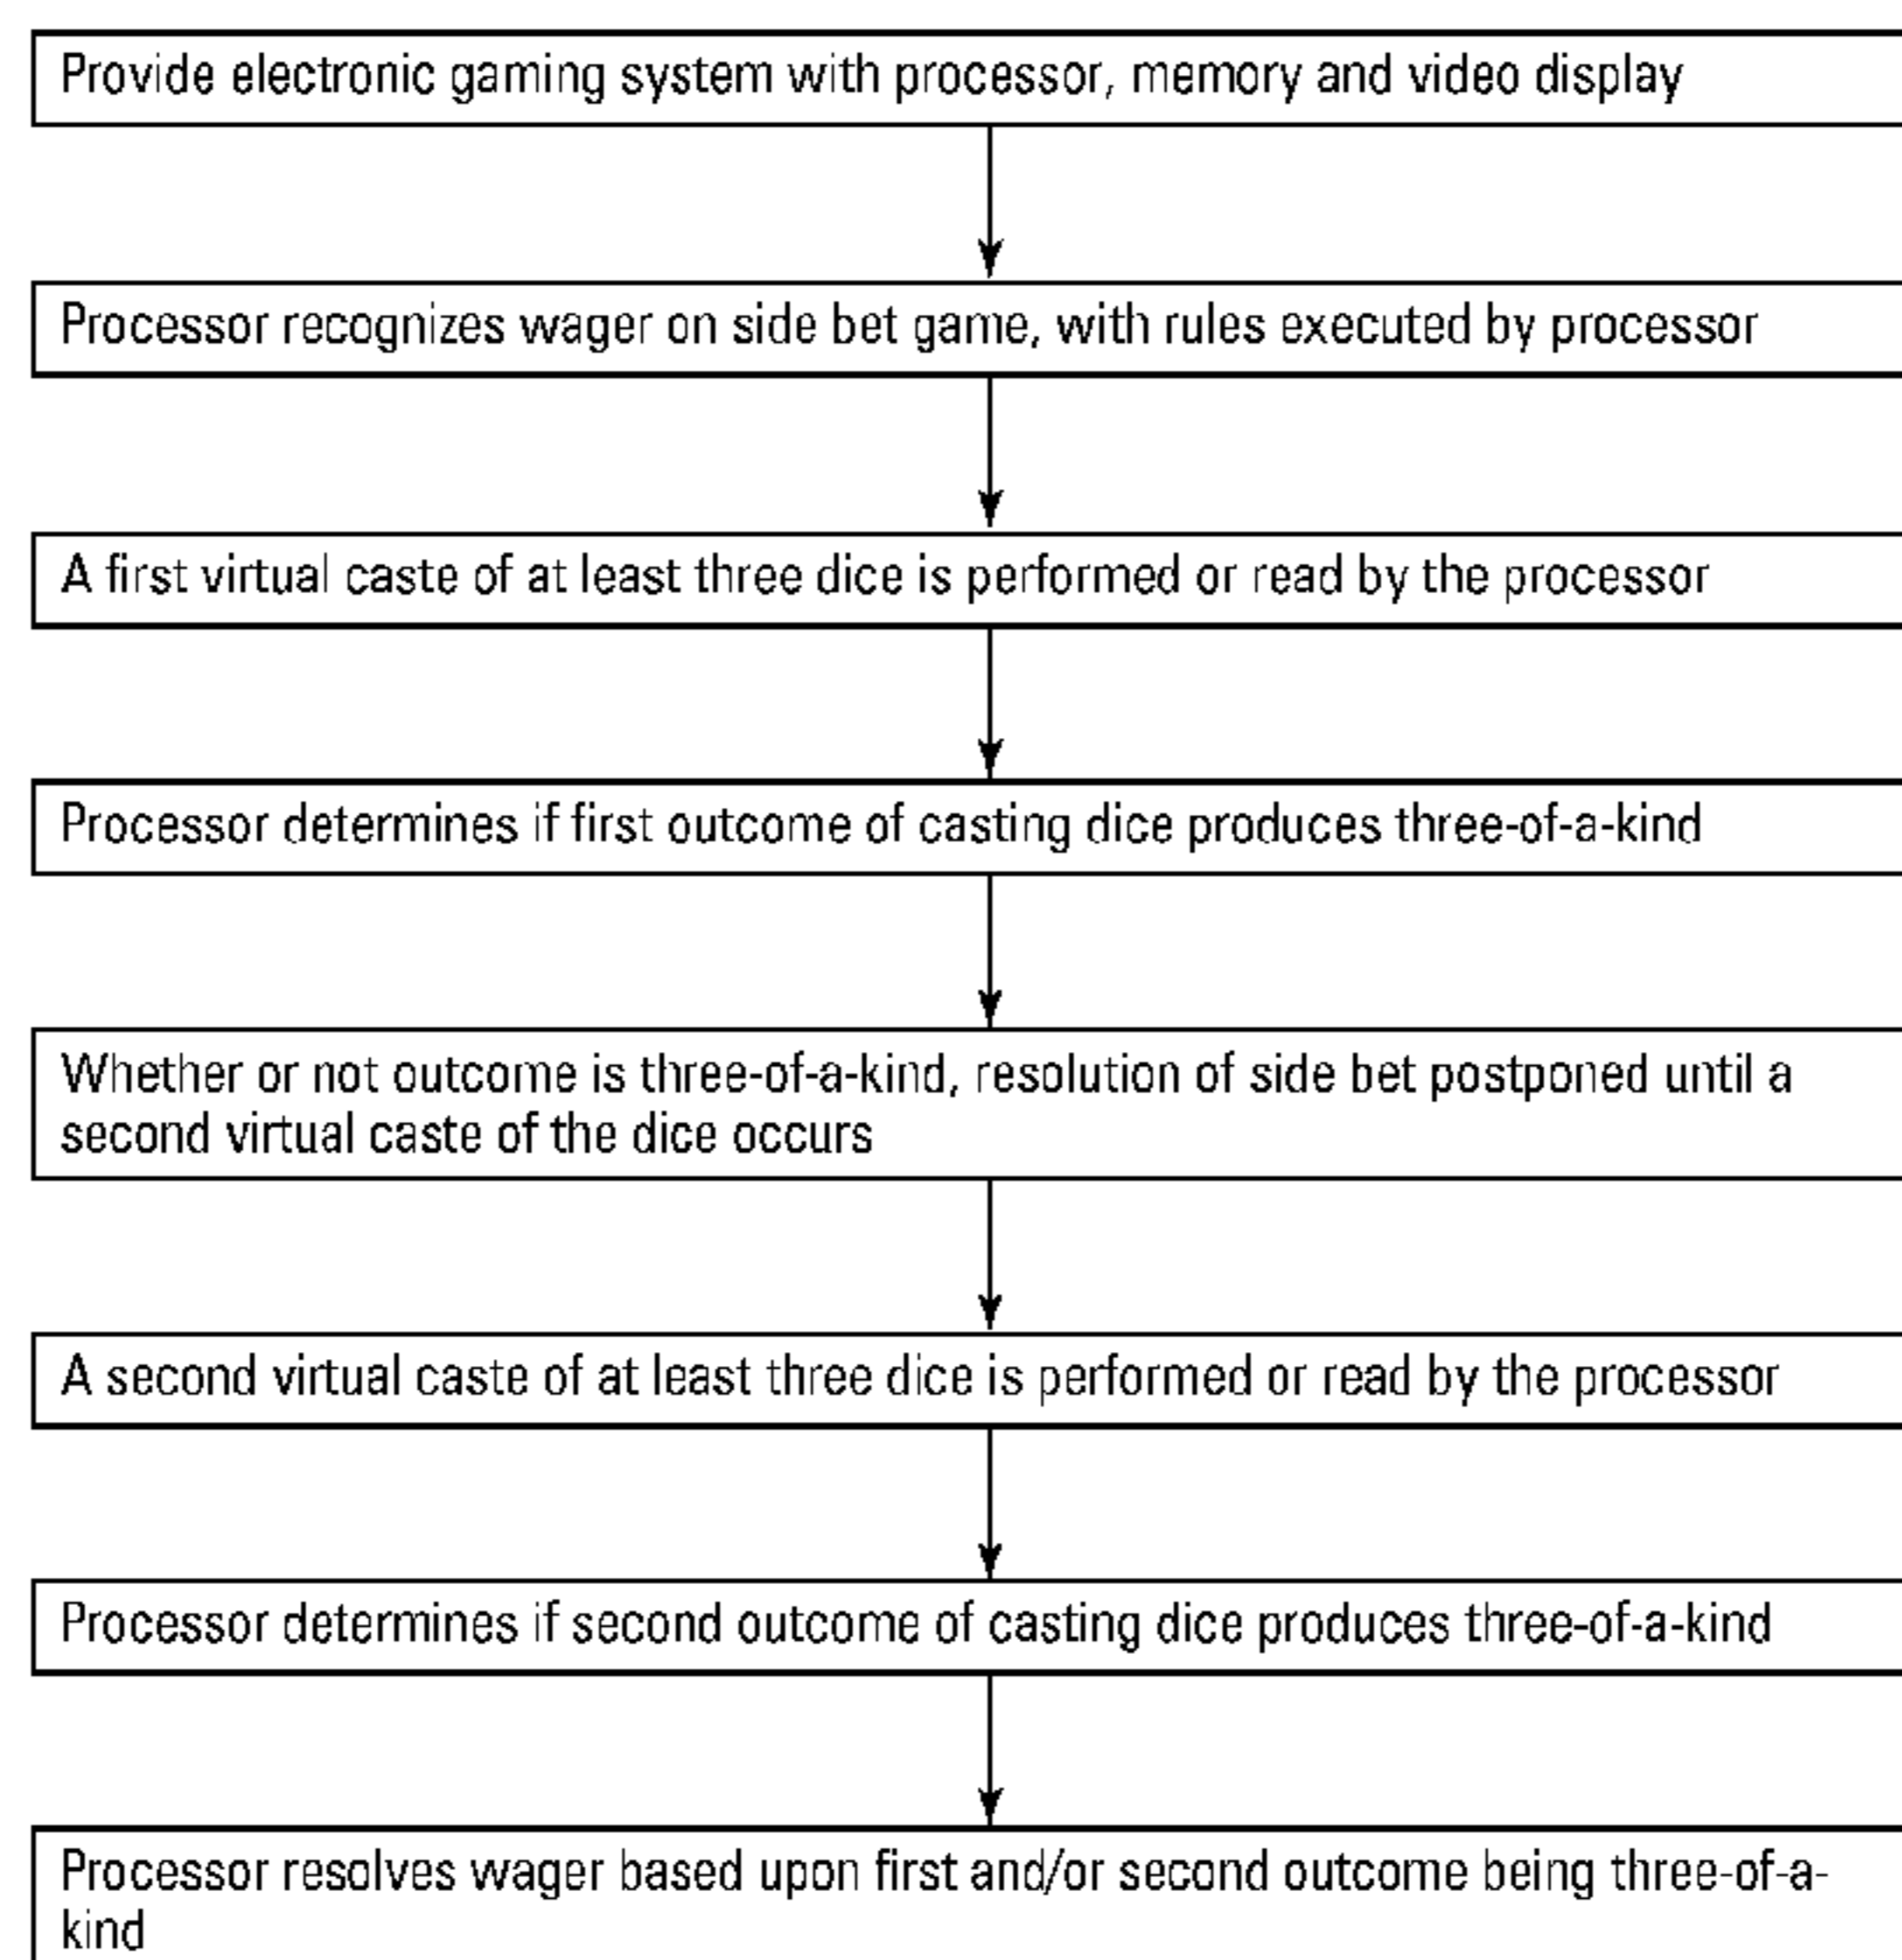 Provide electronic gaming system with processor, memory and video display
Processor recognizes wager on side bet game, with rules executed by processor
A first virtual caste of at least three dice is performed or read by the processor
Processor determines if first outcome of casting dice produces three-of-a-kind
Whether or not outcome is three-of-a-kind, resolution of side bet postponed until a
second virtual caste of the dice occurs
A second virtual caste of at least three dice is performed or read by the processor
Processor determines if second outcome of casting dice produces three-of-a-kind
Processor resolves wager based upon first and/or second outcome being three-of-a-
kind